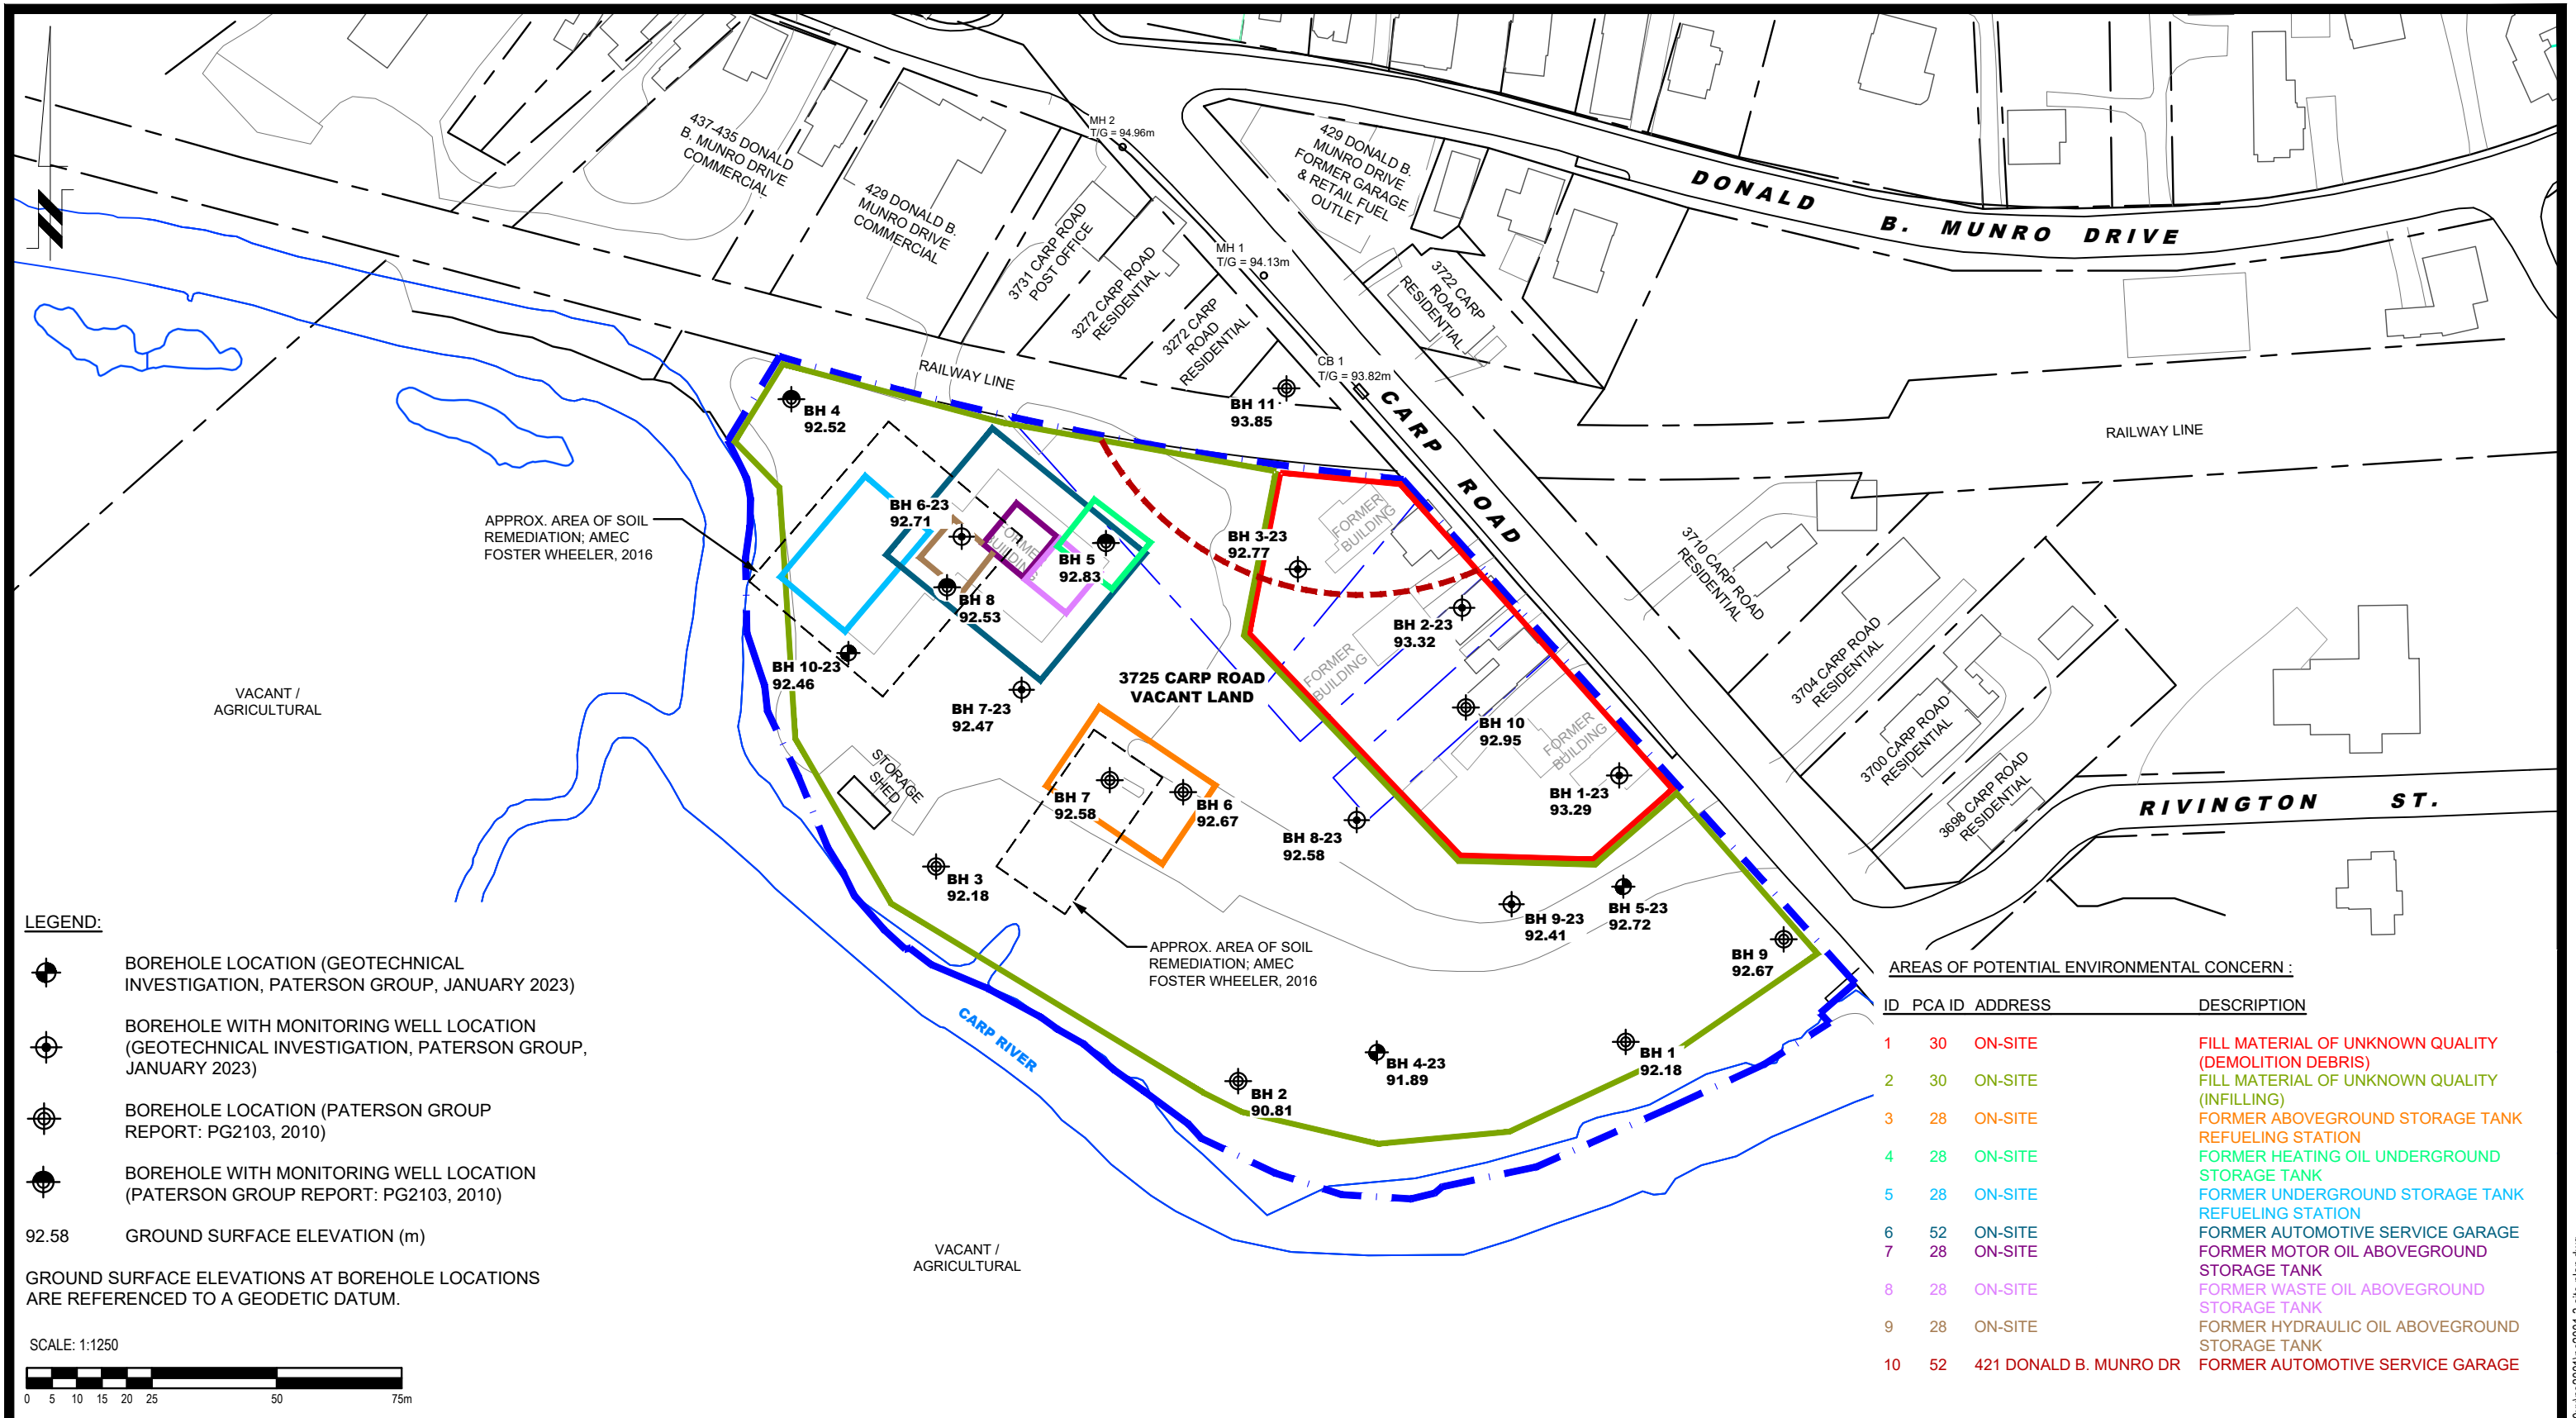 437-435 DONALD
B. MUNRO DRIVE
COMMERCIAL
429 DONALD B.
MUNRO DRIVE
COMMERCIAL
MH 2
T/G = 94.96m
3731 CARP ROAD
POST OFFICE
3272 CARP ROAD
RESIDENTIAL
3272 CARP
ROAD
RESIDENTIAL
MH 1
T/G = 94.13m
429 DONALD B.
MUNRO DRIVE
FORMER GARAGE
& RETAIL FUEL
OUTLET
3722 CARP
ROAD
RESIDENTIAL
DONALD B. MUNRO DRIVE
RAILWAY LINE
CB 1
T/G = 93.82m
CARP ROAD
RAILWAY LINE
BH 4
92.52
BH 11
93.85
APPROX. AREA OF SOIL
REMEDIATION; AMEC
FOSTER WHEELER, 2016
BH 6-23
92.71
FORMER
BUILDING
BH 5
92.83
BH 8
92.53
BH 3-23
92.77
FORMER
BUILDING
BH 2-23
93.32
FORMER
BUILDING
3710 CARP ROAD
RESIDENTIAL
3704 CARP ROAD
RESIDENTIAL
3700 CARP ROAD
RESIDENTIAL
3698 CARP ROAD
RESIDENTIAL
RIVINGTON ST.
BH 10-23
92.46
3725 CARP ROAD
VACANT LAND
BH 7-23
92.47
BH 10
92.95
FORMER
BUILDING
BH 1-23
93.29
VACANT /
AGRICULTURAL
STORAGE
SHED
BH 7
92.58
BH 6
92.67
BH 8-23
92.58
BH 3
92.18
BH 9-23
92.41
BH 5-23
92.72
BH 9
92.67
APPROX. AREA OF SOIL
REMEDIATION; AMEC
FOSTER WHEELER, 2016
CARP RIVER
BH 4-23
91.89
BH 1
92.18
BH 2
90.81
VACANT /
AGRICULTURAL
LEGEND:
BOREHOLE LOCATION (GEOTECHNICAL
INVESTIGATION, PATERSON GROUP, JANUARY 2023)
BOREHOLE WITH MONITORING WELL LOCATION
(GEOTECHNICAL INVESTIGATION, PATERSON GROUP,
JANUARY 2023)
BOREHOLE LOCATION (PATERSON GROUP
REPORT: PG2103, 2010)
BOREHOLE WITH MONITORING WELL LOCATION
(PATERSON GROUP REPORT: PG2103, 2010)
92.58 GROUND SURFACE ELEVATION (m)
GROUND SURFACE ELEVATIONS AT BOREHOLE LOCATIONS
ARE REFERENCED TO A GEODETIC DATUM.
SCALE: 1:1250
0 5 10 15 20 25 50 75m
AREAS OF POTENTIAL ENVIRONMENTAL CONCERN :
ID PCA ID ADDRESS DESCRIPTION
1 30 ON-SITE FILL MATERIAL OF UNKNOWN QUALITY
(DEMOLITION DEBRIS)
2 30 ON-SITE FILL MATERIAL OF UNKNOWN QUALITY
(INFILLING)
3 28 ON-SITE FORMER ABOVEGROUND STORAGE TANK
REFUELING STATION
4 28 ON-SITE FORMER HEATING OIL UNDERGROUND
STORAGE TANK
5 28 ON-SITE FORMER UNDERGROUND STORAGE TANK
REFUELING STATION
6 52 ON-SITE FORMER AUTOMOTIVE SERVICE GARAGE
7 28 ON-SITE FORMER MOTOR OIL ABOVEGROUND
STORAGE TANK
8 28 ON-SITE FORMER WASTE OIL ABOVEGROUND
STORAGE TANK
9 28 ON-SITE FORMER HYDRAULIC OIL ABOVEGROUND
STORAGE TANK
10 52 421 DONALD B. MUNRO DR FORMER AUTOMOTIVE SERVICE GARAGE